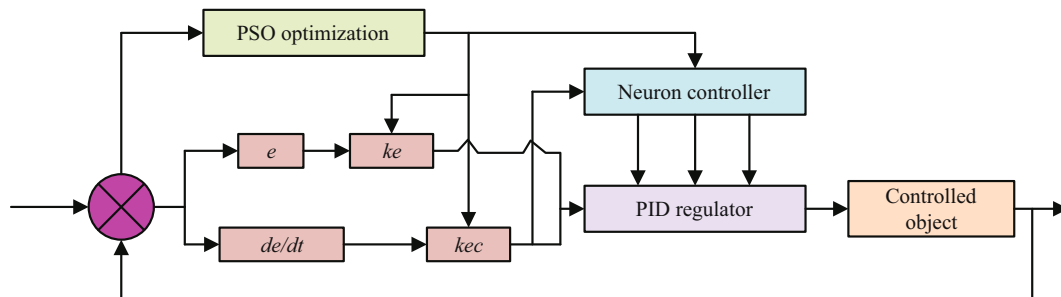 PSO optimization
Neuron controller
e
ke
PID regulator
Controlled
object
de/dt
kec